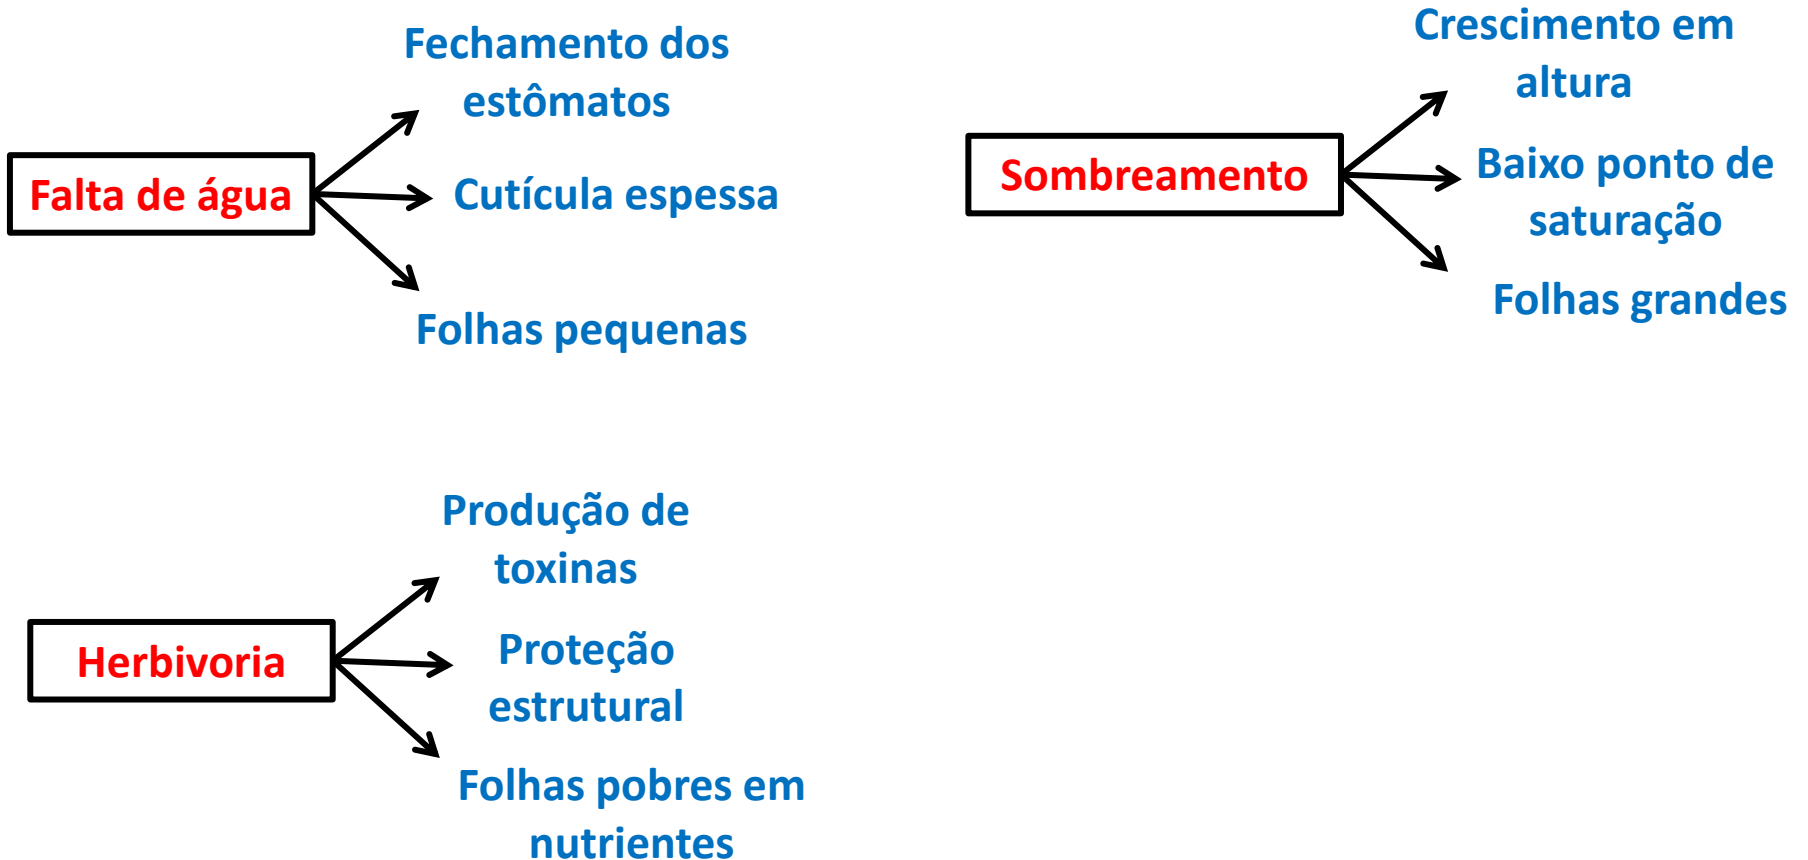 Fechamento dos
estômatos
Falta de água
Cutícula espessa
Folhas pequenas
Crescimento em
altura
Sombreamento
Baixo ponto de
saturação
Folhas grandes
Produção de
toxinas
Herbivoria
Proteção
estrutural
Folhas pobres em
nutrientes